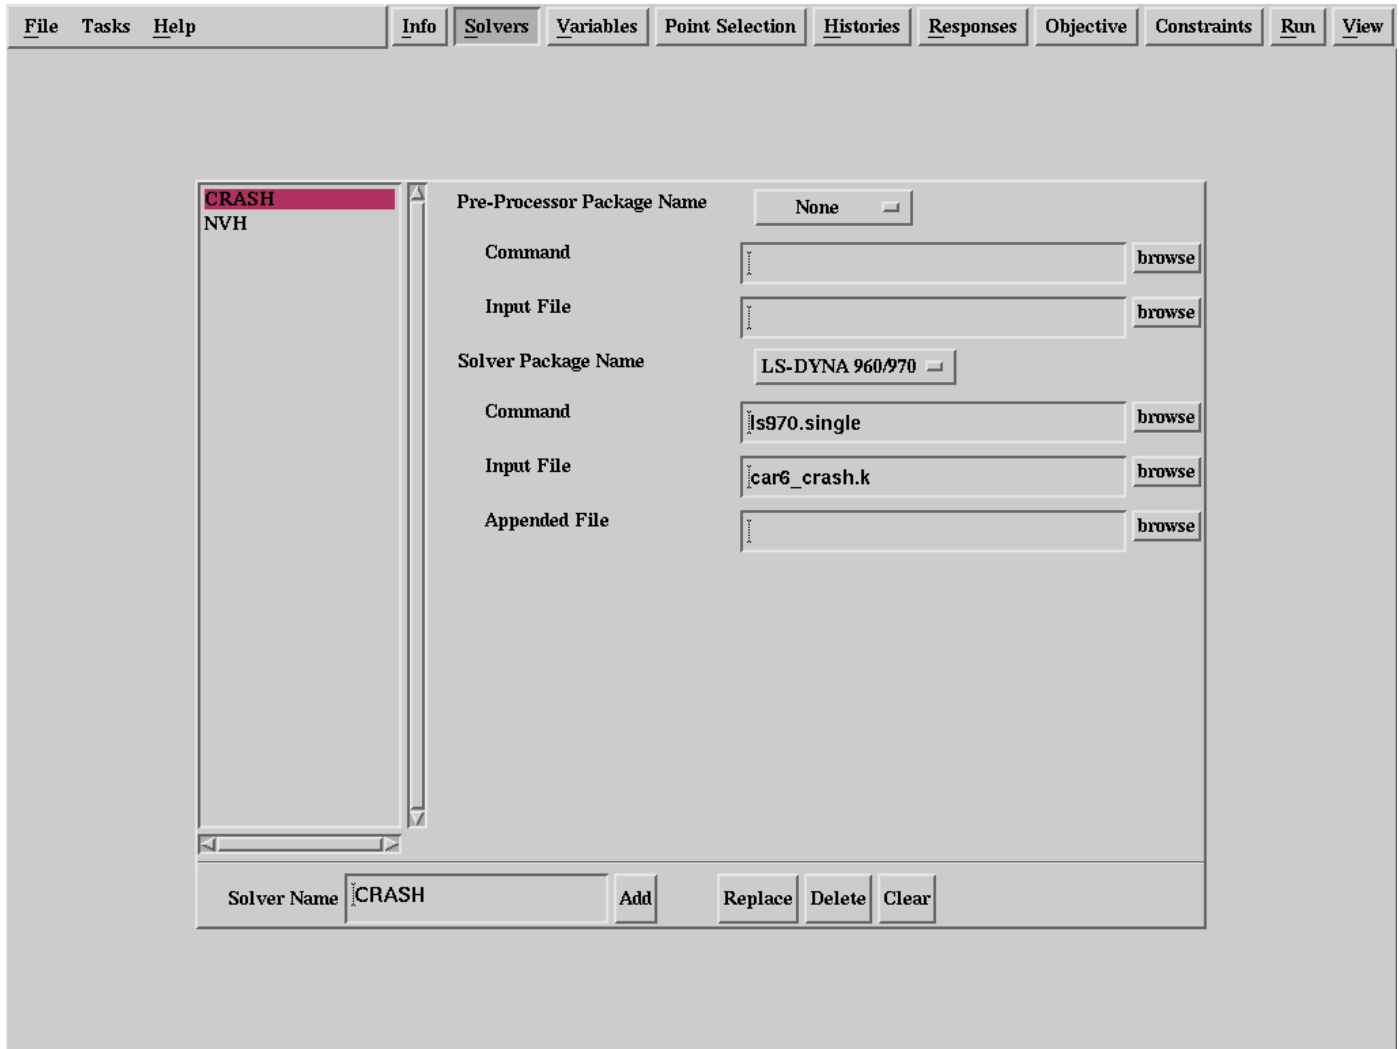 File Tasks Help Info Solvers Variables Point Selection Histories Responses Objective Constraints Run View
CRASH
NVH
Pre-Processor Package Name None
Command browse
Input File browse
Solver Package Name LS-DYNA 960/970
Command ls970.single browse
Input File car6_crash.k browse
Appended File browse
Solver Name CRASH Add Replace Delete Clear